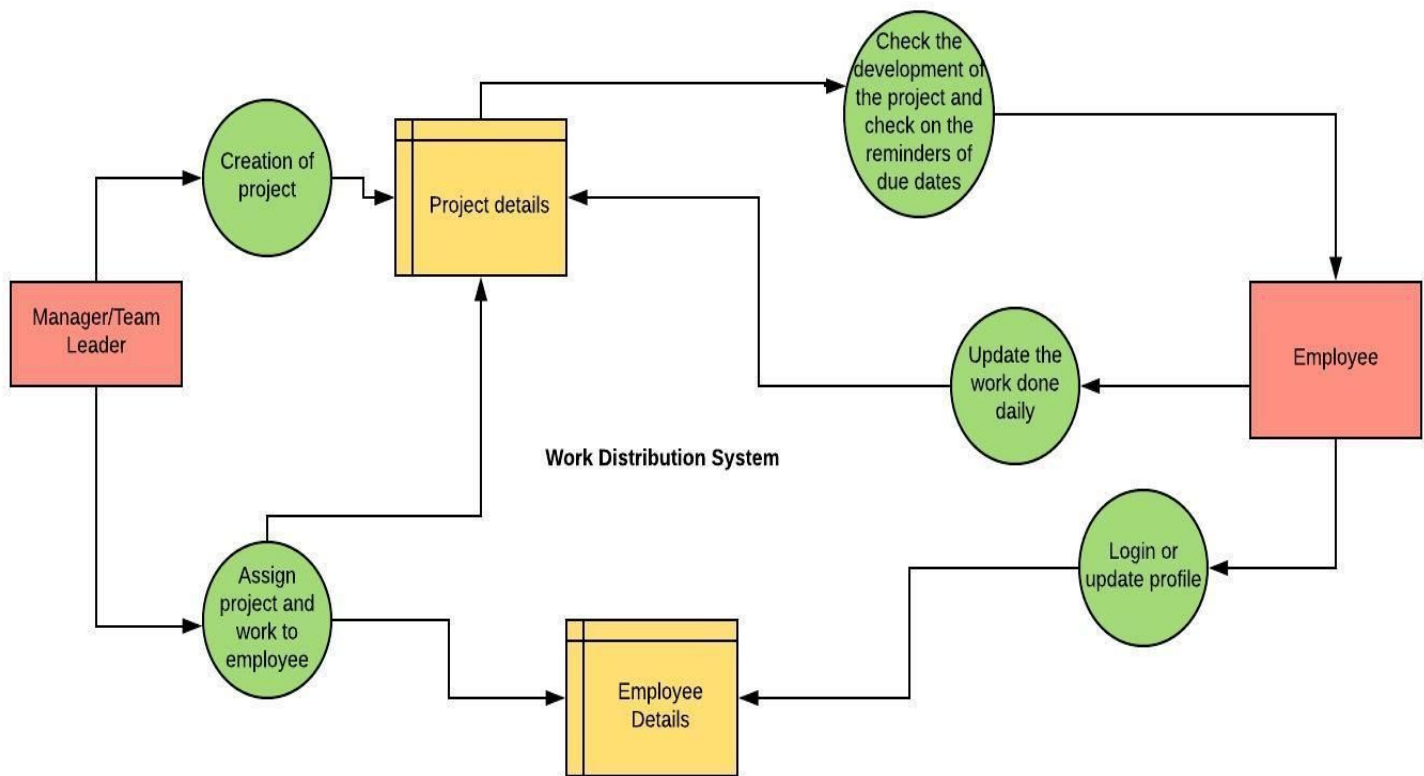 Check the
development of
the project and
check on the
reminders of
due dates
Creation of
project
Project details
Manager/Team
Leader
Update the
work done
daily
Employee
Work Distribution System
Login or
update profile
Assign
project and
work to
employee
Employee
Details